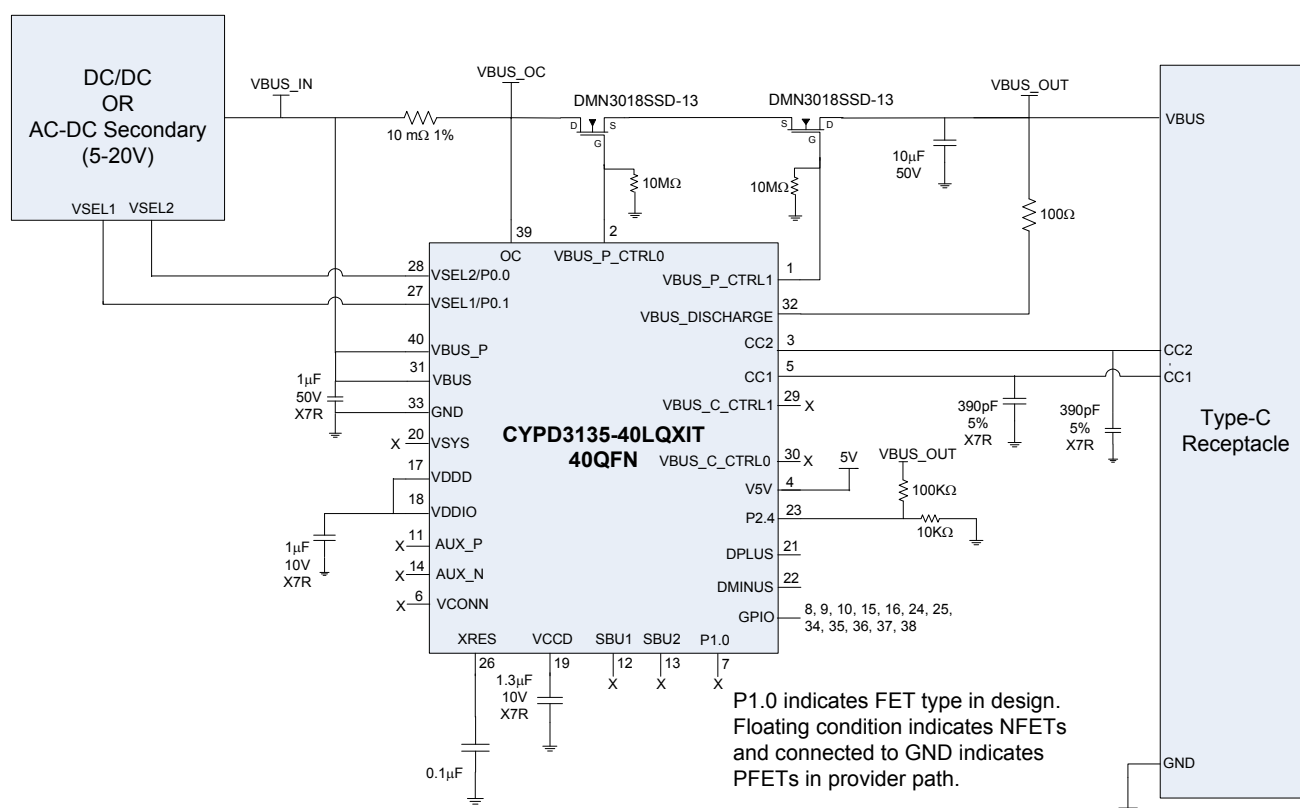 DC/DC
OR
AC-DC Secondary
(5-20V)
VSEL1 VSEL2
VBUS_IN
10 mΩ 1%
VBUS_OC
DMN3018SSD-13
D
S
G
10MΩ
DMN3018SSD-13
S
D
G
10MΩ
VBUS_OUT
10µF
50V
100Ω
VBUS
CC2
CC1
Type-C
Receptacle
GND
39
OC
2
VBUS_P_CTRL0
1
VBUS_P_CTRL1
32
VBUS_DISCHARGE
3
CC2
5
CC1
29
VBUS_C_CTRL1
X
30
VBUS_C_CTRL0
X
5V
4
V5V
23
P2.4
VBUS_OUT
100KΩ
10KΩ
21
DPLUS
22
DMINUS
GPIO
8, 9, 10, 15, 16, 24, 25,
34, 35, 36, 37, 38
390pF
5%
X7R
390pF
5%
X7R
28
VSEL2/P0.0
27
VSEL1/P0.1
40
VBUS_P
31
VBUS
33
GND
1µF
50V
X7R
X
20
VSYS
17
VDDD
18
VDDIO
1µF
10V
X7R
X
11
AUX_P
X
14
AUX_N
X
6
VCONN
CYPD3135-40LQXIT
40QFN
XRES
26
0.1µF
VCCD
19
1.3µF
10V
X7R
SBU1
12
X
SBU2
13
X
P1.0
7
X
P1.0 indicates FET type in design.
Floating condition indicates NFETs
and connected to GND indicates
PFETs in provider path.